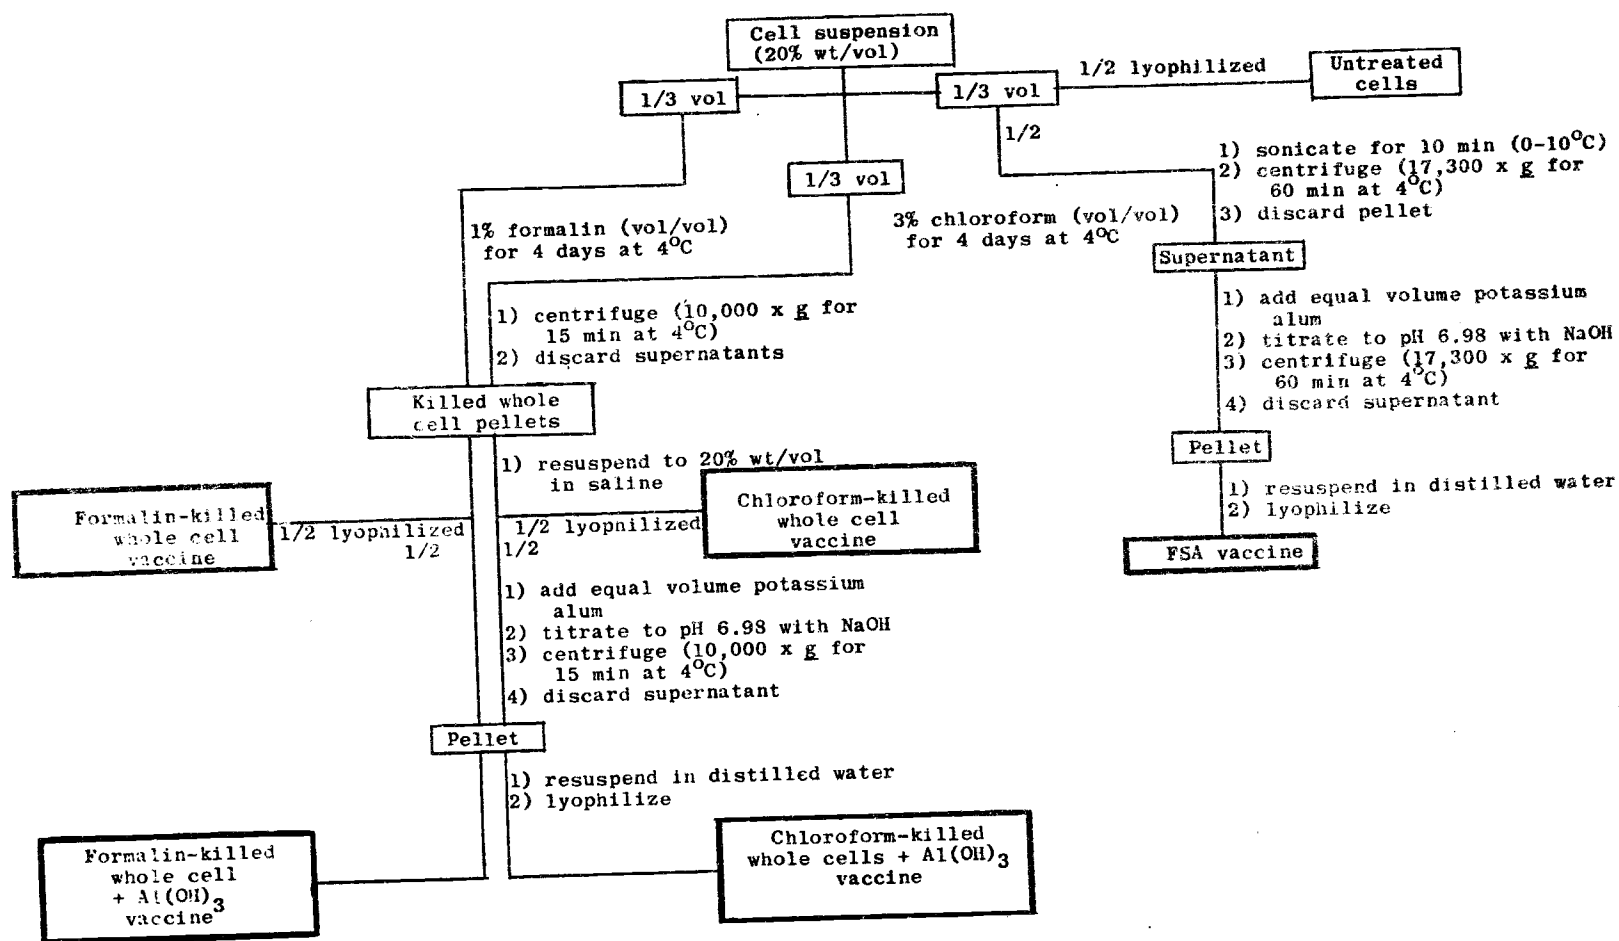 Cell suspension
(20% wt/vol)
1/3 vol
1/3 vol
1/2 lyophilized
Untreated
cells
1/2
1/3 vol
1) sonicate for 10 min (0-10°C)
2) centrifuge (17,300 x g for
60 min at 4°C)
3) discard pellet
1% formalin (vol/vol)
for 4 days at 4°C
3% chloroform (vol/vol)
for 4 days at 4°C
Supernatant
1) centrifuge (10,000 x g for
15 min at 4°C)
2) discard supernatants
1) add equal volume potassium
alum
2) titrate to pH 6.98 with NaOH
3) centrifuge (17,300 x g for
60 min at 4°C)
4) discard supernatant
Killed whole
cell pellets
Pellet
1) resuspend to 20% wt/vol
in saline
1) resuspend in distilled water
2) lyophilize
Formalin-killed
whole cell
vaccine
1/2 lyophilized
1/2
1/2 lyopnilized
1/2
Chloroform-killed
whole cell
vaccine
FSA vaccine
1) add equal volume potassium
alum
2) titrate to pH 6.98 with NaOH
3) centrifuge (10,000 x g for
15 min at 4°C)
4) discard supernatant
Pellet
1) resuspend in distilled water
2) lyophilize
Formalin-killed
whole cell
+ Al(OH)3
vaccine
Chloroform-killed
whole cells + Al(OH)3
vaccine